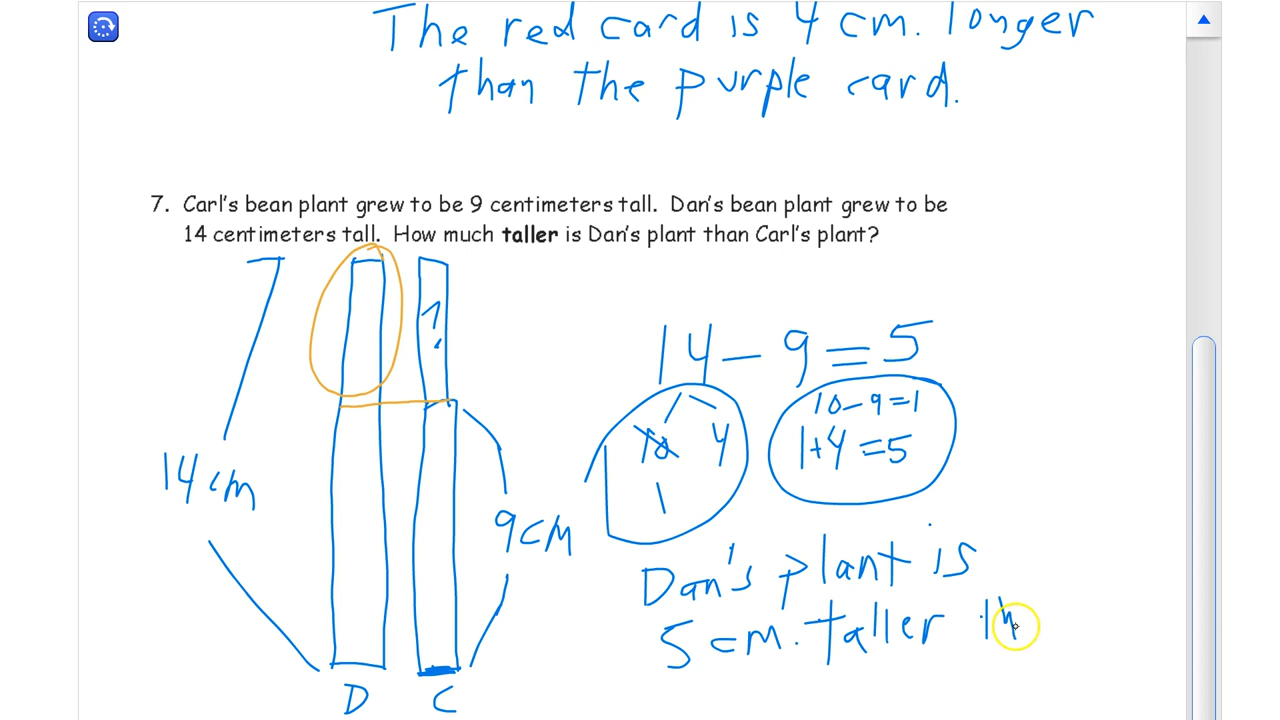 The red card is 4 cm. longer
than the purple card.
7. Carl's bean plant grew to be 9 centimeters tall. Dan's bean plant grew to be
14 centimeters tall. How much taller is Dan's plant than Carl's plant?
?
14 - 9 = 5
10 4
1
10 - 9 = 1
1 + 4 = 5
14 cm
9 cm
Dan's plant is
5 cm. taller th
D C